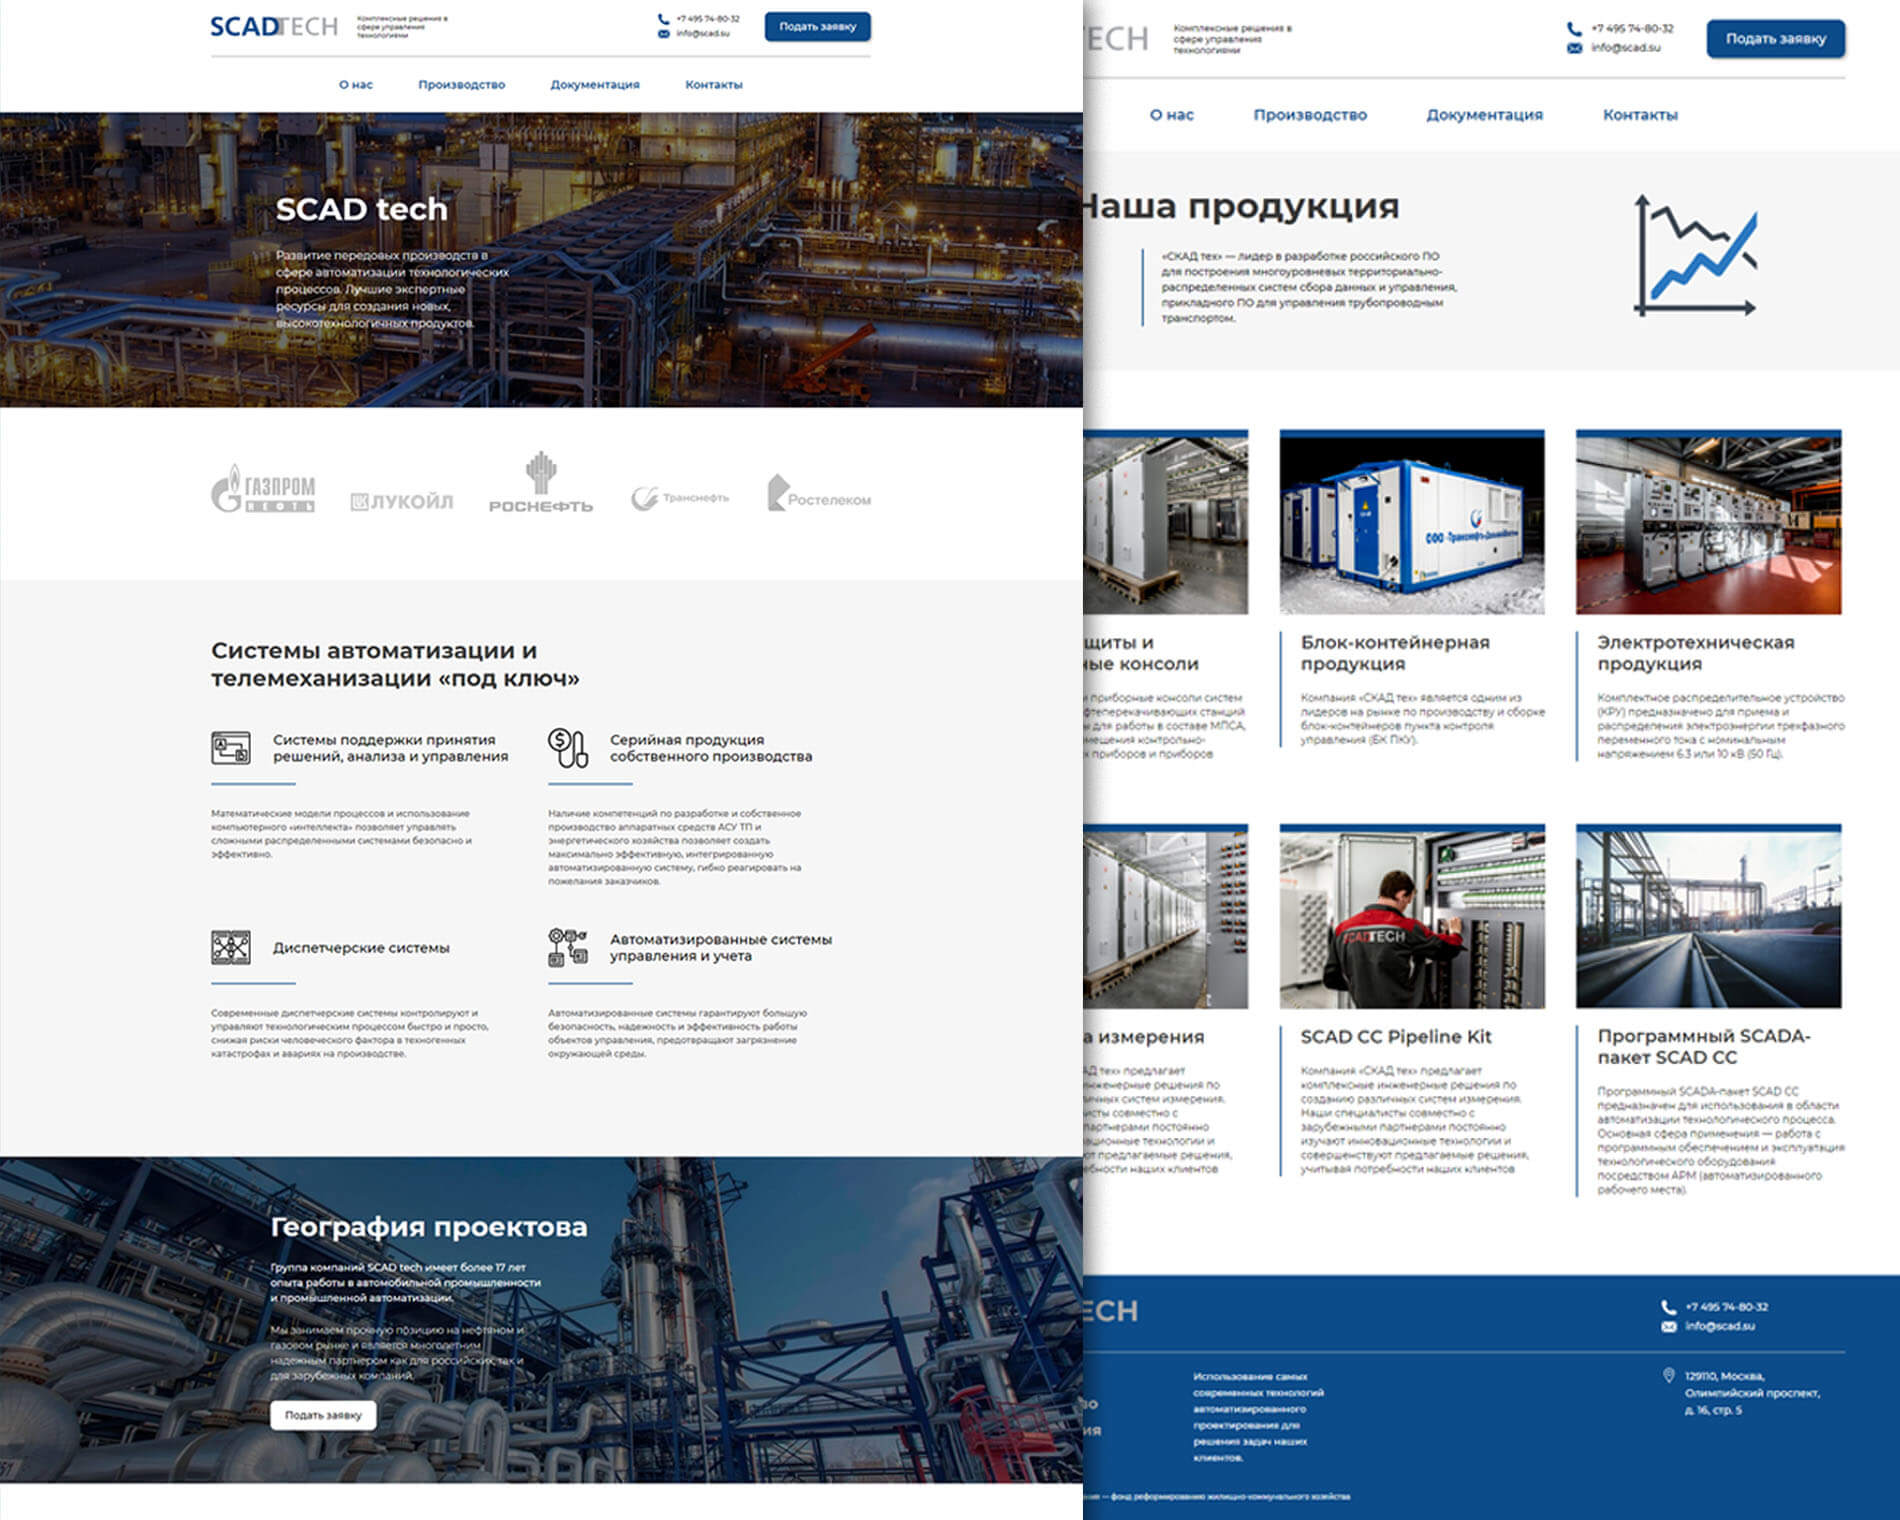 SCADTECH
Комплексные решения в
сфере управления
технологиями
+7 495 74-80-32
info@scad.su
Подать заявку
О нас
Производство
Документация
Контакты
SCAD tech
Развитие передовых производств в
сфере автоматизации технологических
процессов. Лучшие экспертные
ресурсы для создания новых,
высокотехнологичных продуктов.
ГАЗПРОМ
НЕФТЬ
ЛУКОЙЛ
РОСНЕФТЬ
Транснефть
Ростелеком
Системы автоматизации и
телемеханизации «под ключ»
Системы поддержки принятия
решений, анализа и управления
Математические модели процессов и использование
компьютерного «интеллекта» позволяет управлять
сложными распределенными системами безопасно и
эффективно.
Серийная продукция
собственного производства
Наличие компетенций по разработке и собственное
производство аппаратных средств АСУ ТП и
энергетического хозяйства позволяет создать
максимально эффективную, интегрированную
автоматизированную систему, гибко реагировать на
пожелания заказчиков.
Диспетчерские системы
Современные диспетчерские системы контролируют и
управляют технологическим процессом быстро и просто,
снижая риски человеческого фактора в техногенных
катастрофах и авариях на производстве.
Автоматизированные системы
управления и учета
Автоматизированные системы гарантируют большую
безопасность, надежность и эффективность работы
объектов управления, предотвращают загрязнение
окружающей среды.
География проектова
Группа компаний SCAD tech имеет более 17 лет
опыта работы в автомобильной промышленности
и промышленной автоматизации.
Мы занимаем прочную позицию на нефтяном и
газовом рынке и является многолетним
надежным партнером как для российских, так и
для зарубежных компаний.
Подать заявку
TECH
Комплексные решения в
сфере управления
технологиями
+7 495 74-80-32
info@scad.su
Подать заявку
О нас
Производство
Документация
Контакты
Наша продукция
«СКАД тех» — лидер в разработке российского ПО
для построения многоуровневых территориально-
распределенных систем сбора данных и управления,
прикладного ПО для управления трубопроводным
транспортом.
щиты и
ные консоли
и приборные консоли систем
фтеперекачивающих станций
ы для работы в составе МПСА,
мещения контрольно-
х приборов и приборов
ООО «Транснефть-
Блок-контейнерная
продукция
Компания «СКАД тех» является одним из
лидеров на рынке по производству и сборке
блок-контейнеров пункта контроля
управления (БК ПКУ).
Электротехническая
продукция
Комплектное распределительное устройство
(КРУ) предназначено для приема и
распределения электроэнергии трехфазного
переменного тока с номинальным
напряжением 6.3 или 10 кВ (50 Гц).
а измерения
АД тех» предлагает
нженерные решения по
ичных систем измерения.
исты совместно с
партнерами постоянно
ационные технологии и
ют предлагаемые решения,
ебности наших клиентов
SCADTECH
SCAD CC Pipeline Kit
Компания «СКАД тех» предлагает
комплексные инженерные решения по
созданию различных систем измерения.
Наши специалисты совместно с
зарубежными партнерами постоянно
изучают инновационные технологии и
совершенствуют предлагаемые решения,
учитывая потребности наших клиентов
Программный SCADA-
пакет SCAD CC
Программный SCADA-пакет SCAD CC
предназначен для использования в области
автоматизации технологического процесса.
Основная сфера применения — работа с
программным обеспечением и эксплуатация
технологического оборудования
посредством АРМ (автоматизированного
рабочего места).
ECH
+7 495 74-80-32
info@scad.su
во
ия
Использование самых
современных технологий
автоматизированного
проектирования для
решения задач наших
клиентов.
129110, Москва,
Олимпийский проспект,
д. 16, стр. 5
ния — фонд реформированию жилищно-коммунального хозяйства